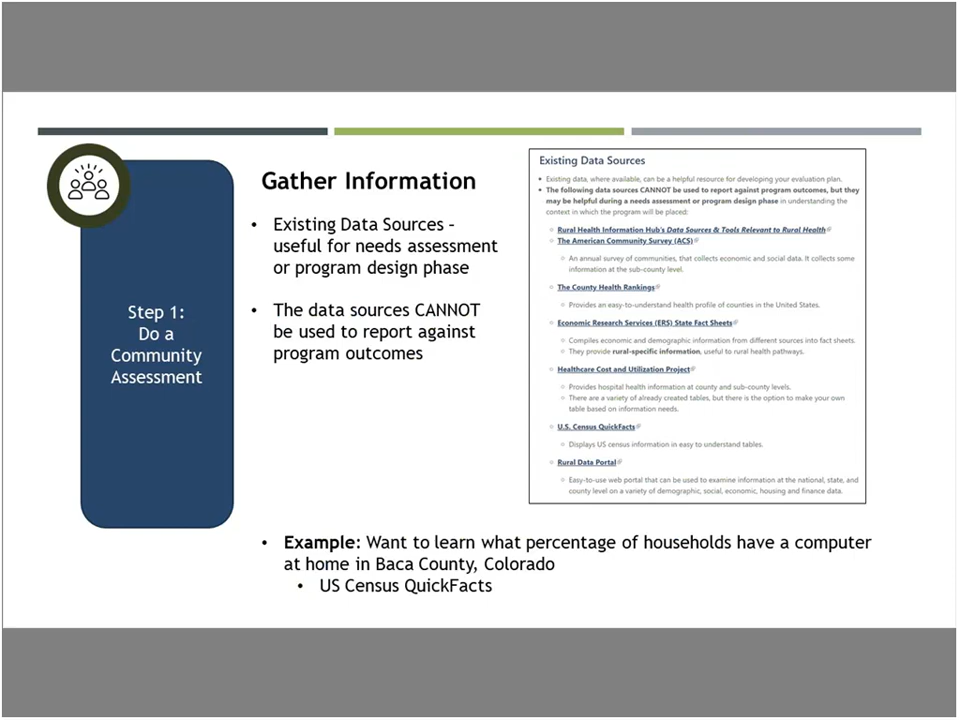 Step 1:
Do a
Community
Assessment
Gather Information
• Existing Data Sources –
useful for needs assessment
or program design phase
• The data sources CANNOT
be used to report against
program outcomes
Existing Data Sources
• Existing data, where available, can be a helpful resource for developing your evaluation plan.
• The following data sources CANNOT be used to report against program outcomes, but they
may be helpful during a needs assessment or program design phase in understanding the
context in which the program will be placed:
Rural Health Information Hub's Data Sources & Tools Relevant to Rural Health
The American Community Survey (ACS)
An annual survey of communities, that collects economic and social data. It collects some
information at the sub-county level.
The County Health Rankings
Provides an easy-to-understand health profile of counties in the United States.
Economic Research Services (ERS) State Fact Sheets
Compiles economic and demographic information from different sources into fact sheets.
They provide rural-specific information, useful to rural health pathways.
Healthcare Cost and Utilization Project
Provides hospital health information at county and sub-county levels.
There are a variety of already created tables, but there is the option to make your own
table based on information needs.
U.S. Census QuickFacts
Displays US census information in easy to understand tables.
Rural Data Portal
Easy-to-use web portal that can be used to examine information at the national, state, and
county level on a variety of demographic, social, economic, housing and finance data.
• Example: Want to learn what percentage of households have a computer
at home in Baca County, Colorado
• US Census QuickFacts